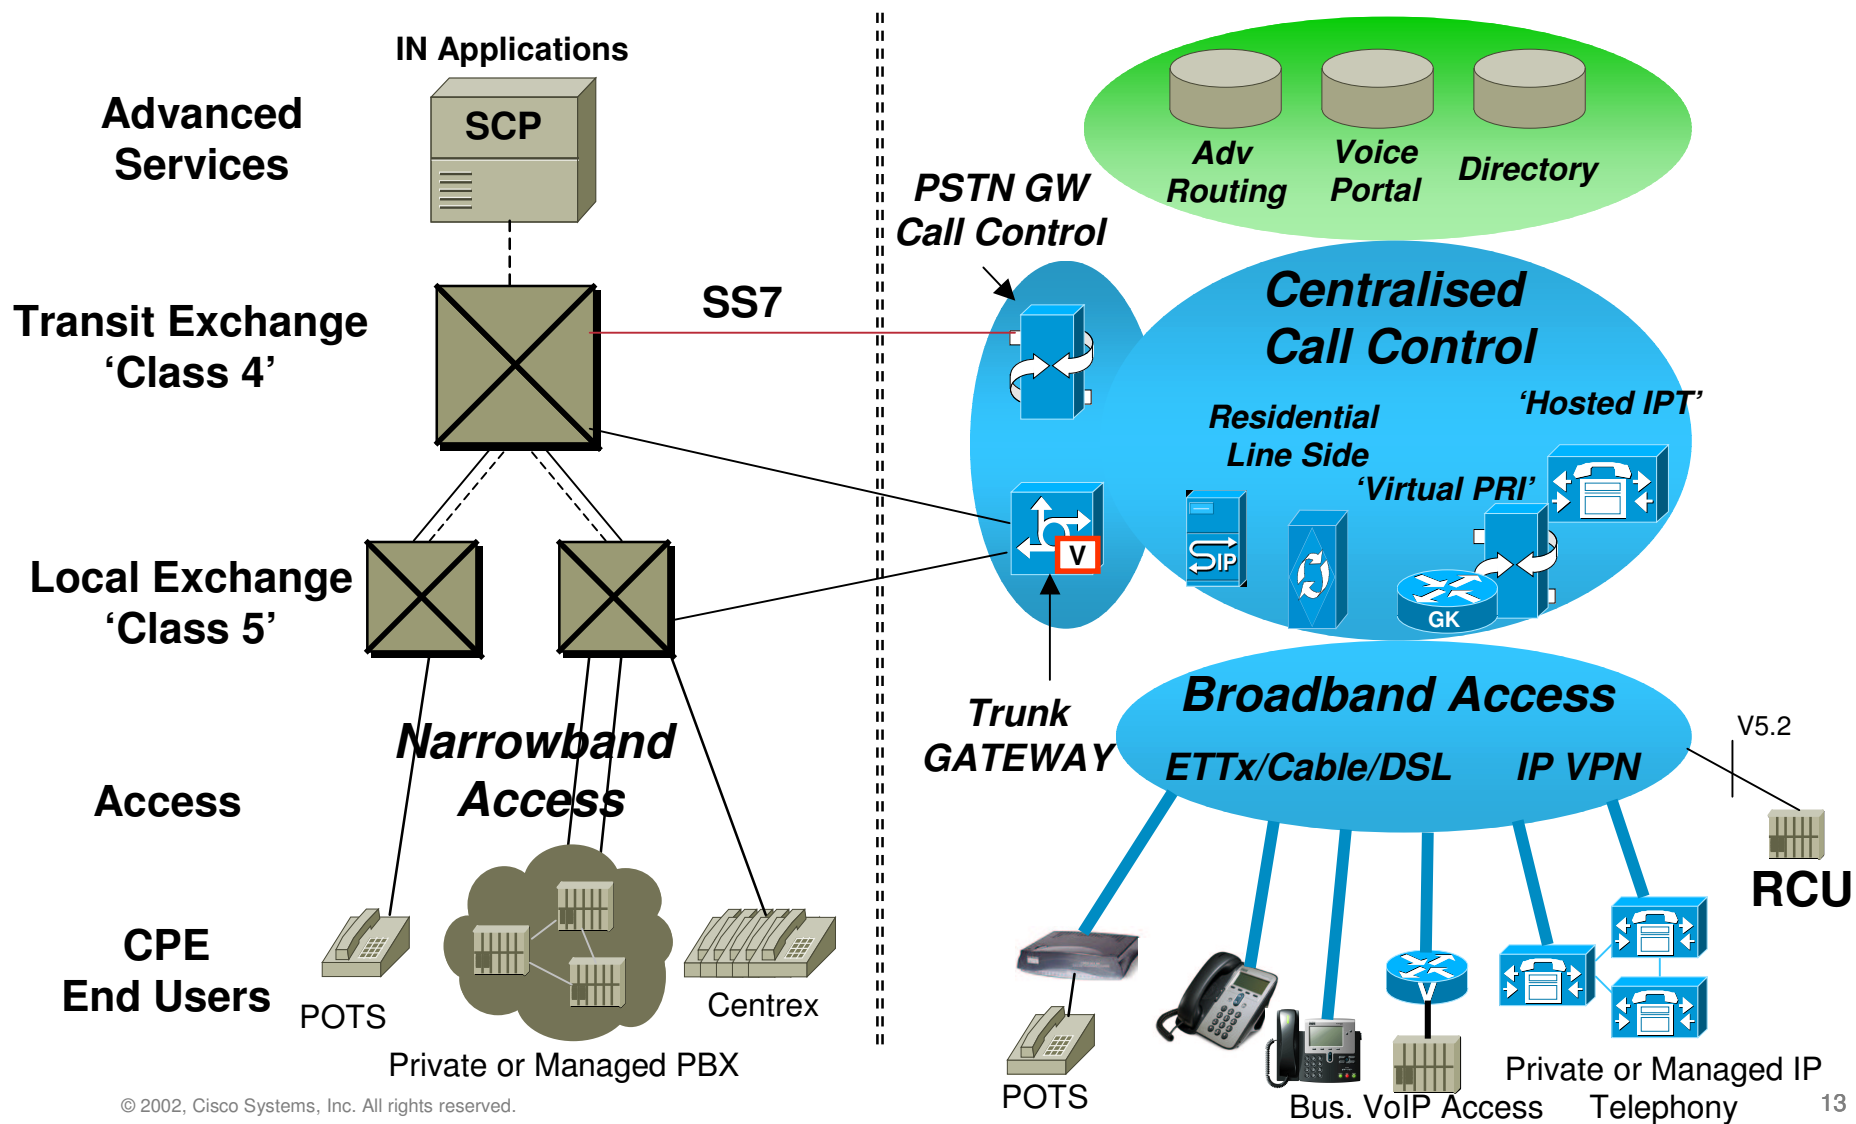 IN Applications
Advanced
Services
SCP
Transit Exchange
‘Class 4’
SS7
Local Exchange
‘Class 5’
Narrowband
Access
Access
CPE
End Users
POTS
Private or Managed PBX
Centrex
© 2002, Cisco Systems, Inc. All rights reserved.
Adv
Routing
Voice
Portal
Directory
PSTN GW
Call Control
Centralised
Call Control
‘Hosted IPT’
Residential
Line Side
‘Virtual PRI’
SIP
GK
V
Trunk
GATEWAY
Broadband Access
ETTx/Cable/DSL
IP VPN
V5.2
RCU
V
POTS
Bus. VoIP Access
Private or Managed IP
Telephony
13